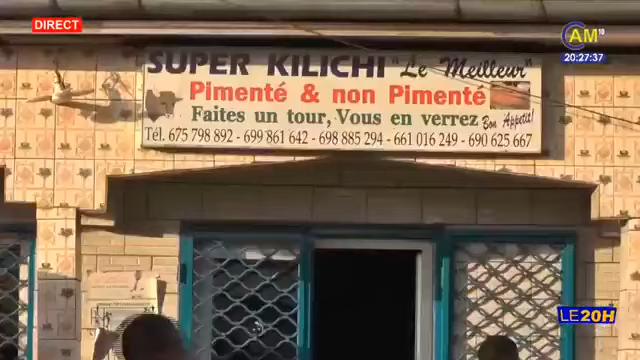 DIRECT
CAM10
20:27:37
SUPER KILICHI "Le Meilleur"
Pimenté & non Pimenté
Faites un tour, Vous en verrez Bon Appetit!
Tél. 675 798 892 - 699 861 642 - 698 885 294 - 661 016 249 - 690 625 667
LE20H